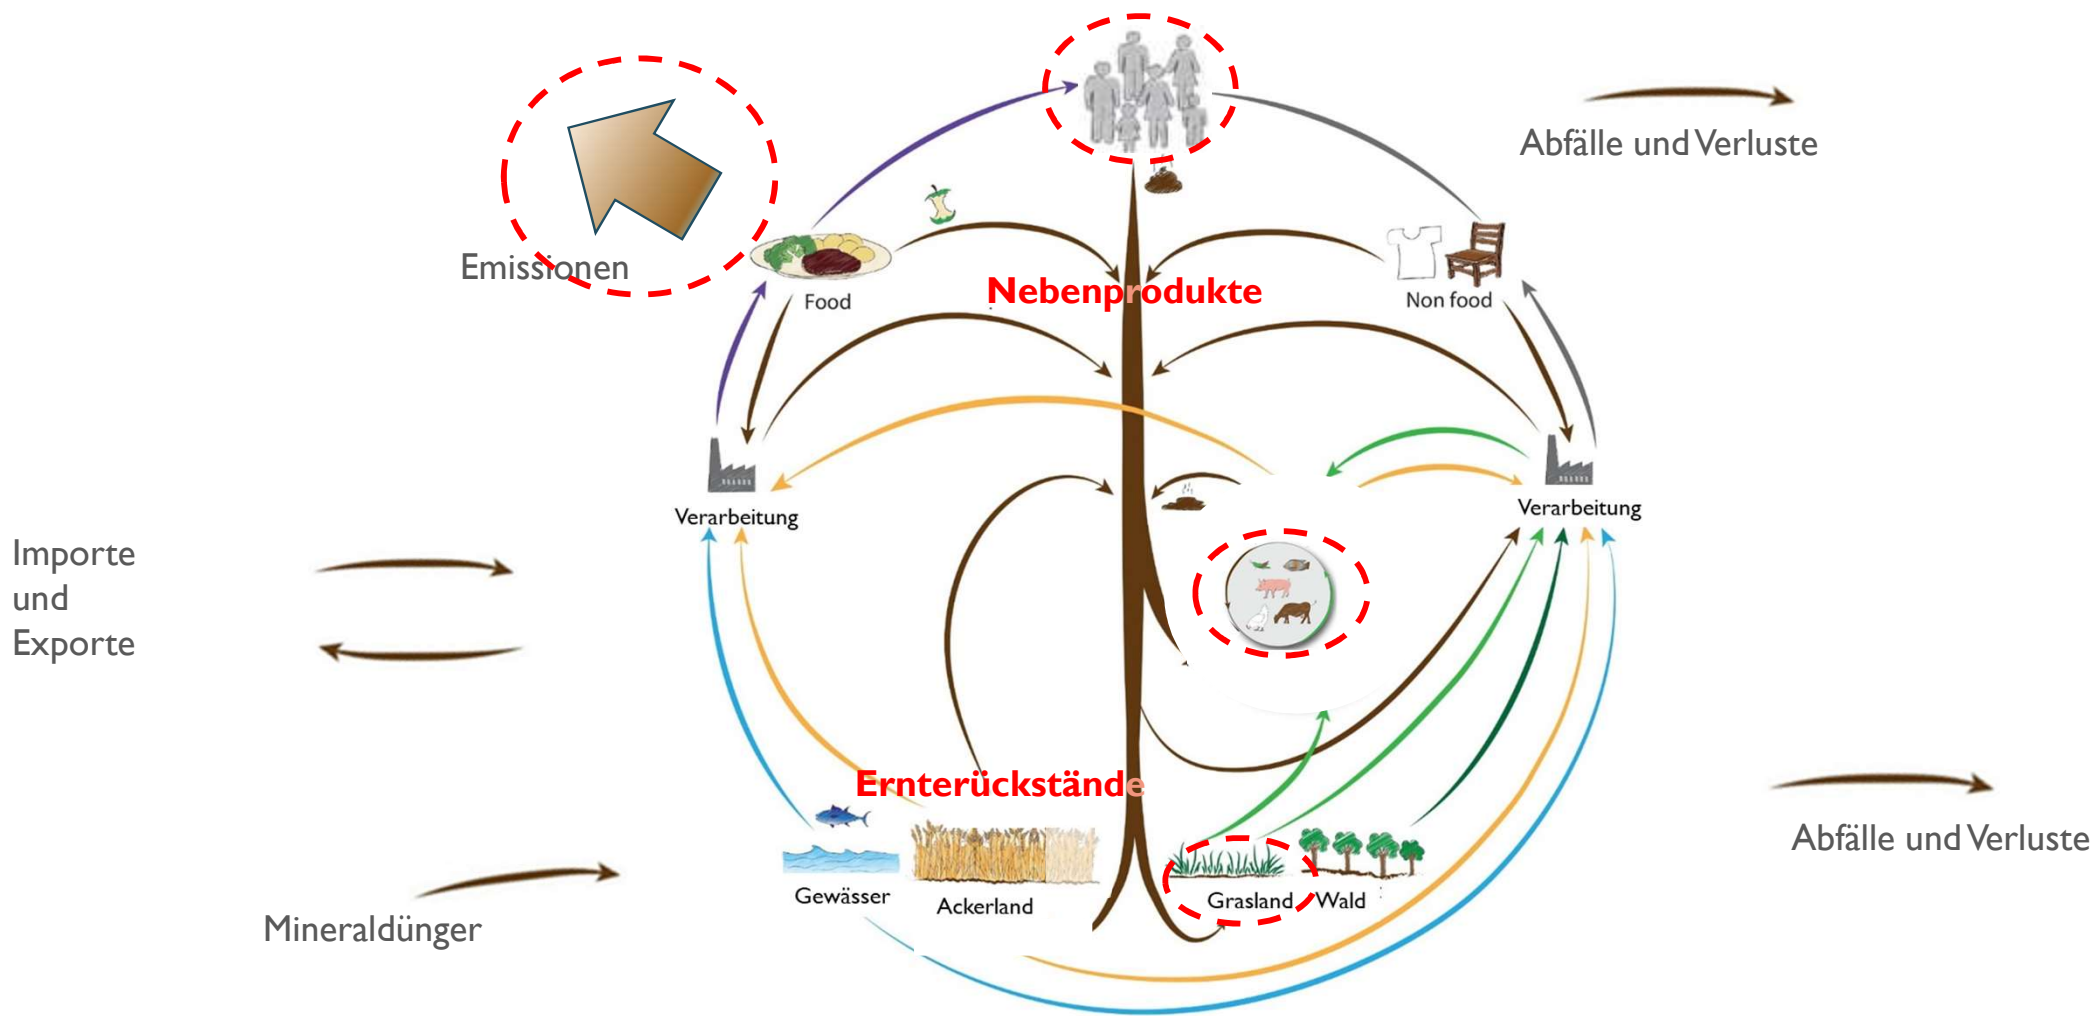 Abfälle und Verluste
Emissionen
Food
Nebenprodukte
Non food
Verarbeitung
Verarbeitung
Importe
und
Exporte
Ernterückstände
Abfälle und Verluste
Gewässer
Ackerland
Grasland
Wald
Mineraldünger